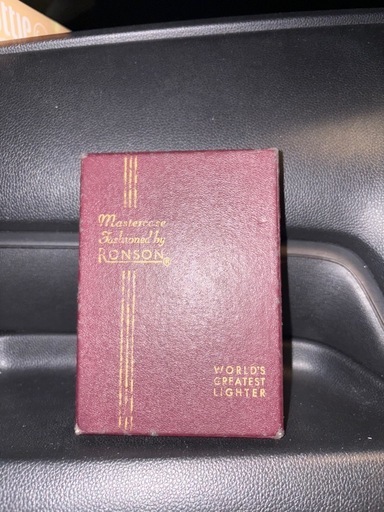 Mastercase
Fashioned by
RONSON®
WORLD'S
GREATEST
LIGHTER